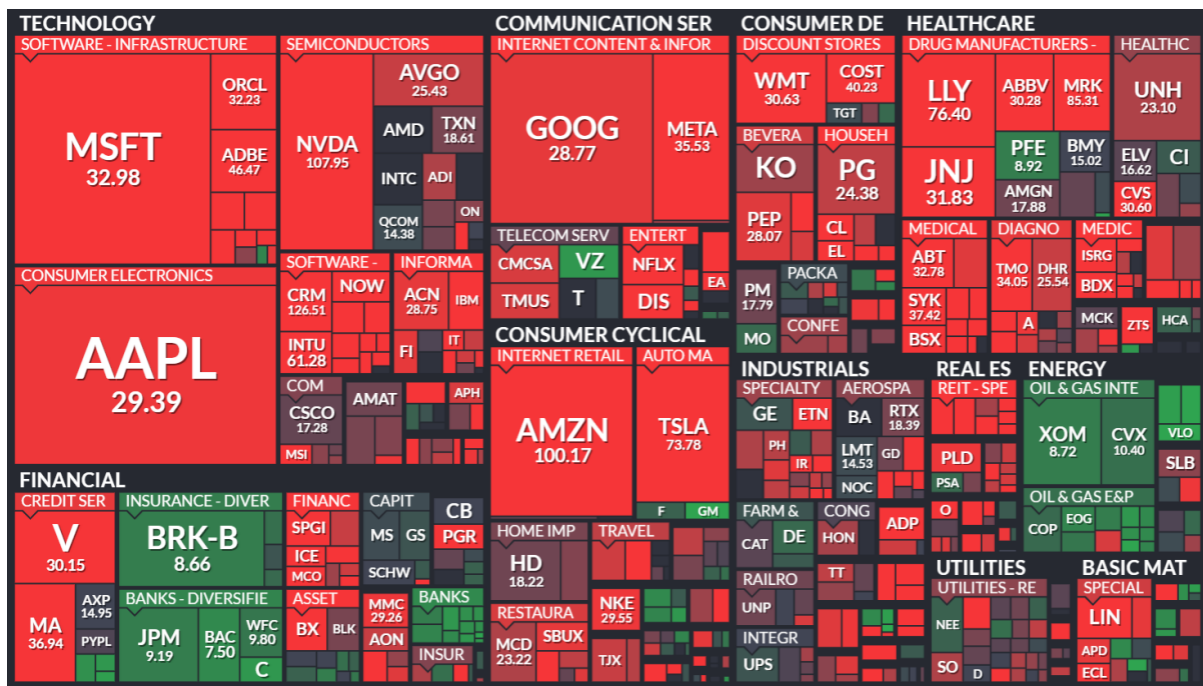 TECHNOLOGY
SOFTWARE - INFRASTRUCTURE
MSFT
32.98
ORCL
32.23
ADBE
46.47
SEMICONDUCTORS
NVDA
107.95
AVGO
25.43
AMD
TXN
18.61
INTC
ADI
QCOM
14.38
ON
CONSUMER ELECTRONICS
AAPL
29.39
SOFTWARE -
CRM
126.51
NOW
INTU
61.28
INFORMA
ACN
28.75
IBM
FI
IT
COM
CSCO
17.28
MSI
AMAT
APH
COMMUNICATION SER
INTERNET CONTENT & INFOR
GOOG
28.77
META
35.53
TELECOM SERV
CMCSA
VZ
TMUS
T
ENTERT
NFLX
DIS
EA
CONSUMER CYCLICAL
INTERNET RETAIL
AMZN
100.17
AUTO MA
TSLA
73.78
F
GM
HOME IMP
HD
18.22
TRAVEL
RESTAURA
MCD
23.22
SBUX
NKE
29.55
TJX
CONSUMER DE
DISCOUNT STORES
WMT
30.63
COST
40.23
TGT
BEVERA
KO
PEP
28.07
HOUSEH
PG
24.38
CL
EL
PM
17.79
MO
PACKA
CONFE
HEALTHCARE
DRUG MANUFACTURERS -
LLY
76.40
ABBV
30.28
MRK
85.31
JNJ
31.83
PFE
8.92
BMY
15.02
AMGN
17.88
HEALTHC
UNH
23.10
ELV
16.62
CI
CVS
30.60
MEDICAL
ABT
32.78
SYK
37.42
BSX
DIAGNO
TMO
34.05
DHR
25.54
A
MEDIC
ISRG
BDX
MCK
ZTS
HCA
FINANCIAL
CREDIT SER
V
30.15
MA
36.94
AXP
14.95
PYPL
INSURANCE - DIVER
BRK-B
8.66
BANKS - DIVERSIFIE
JPM
9.19
BAC
7.50
WFC
9.80
C
FINANC
SPGI
ICE
MCO
CAPIT
MS
GS
SCHW
CB
PGR
ASSET
BX
BLK
MMC
29.26
AON
BANKS
INSUR
INDUSTRIALS
SPECIALTY
GE
ETN
PH
IR
AEROSPA
BA
RTX
18.39
LMT
14.53
GD
NOC
FARM &
CAT
DE
CONG
HON
ADP
RAILRO
UNP
TT
INTEGR
UPS
REAL ES
REIT - SPE
PLD
PSA
O
ENERGY
OIL & GAS INTE
XOM
8.72
CVX
10.40
VLO
SLB
OIL & GAS E&P
COP
EOG
UTILITIES
UTILITIES - RE
NEE
SO
D
BASIC MAT
SPECIAL
LIN
APD
ECL